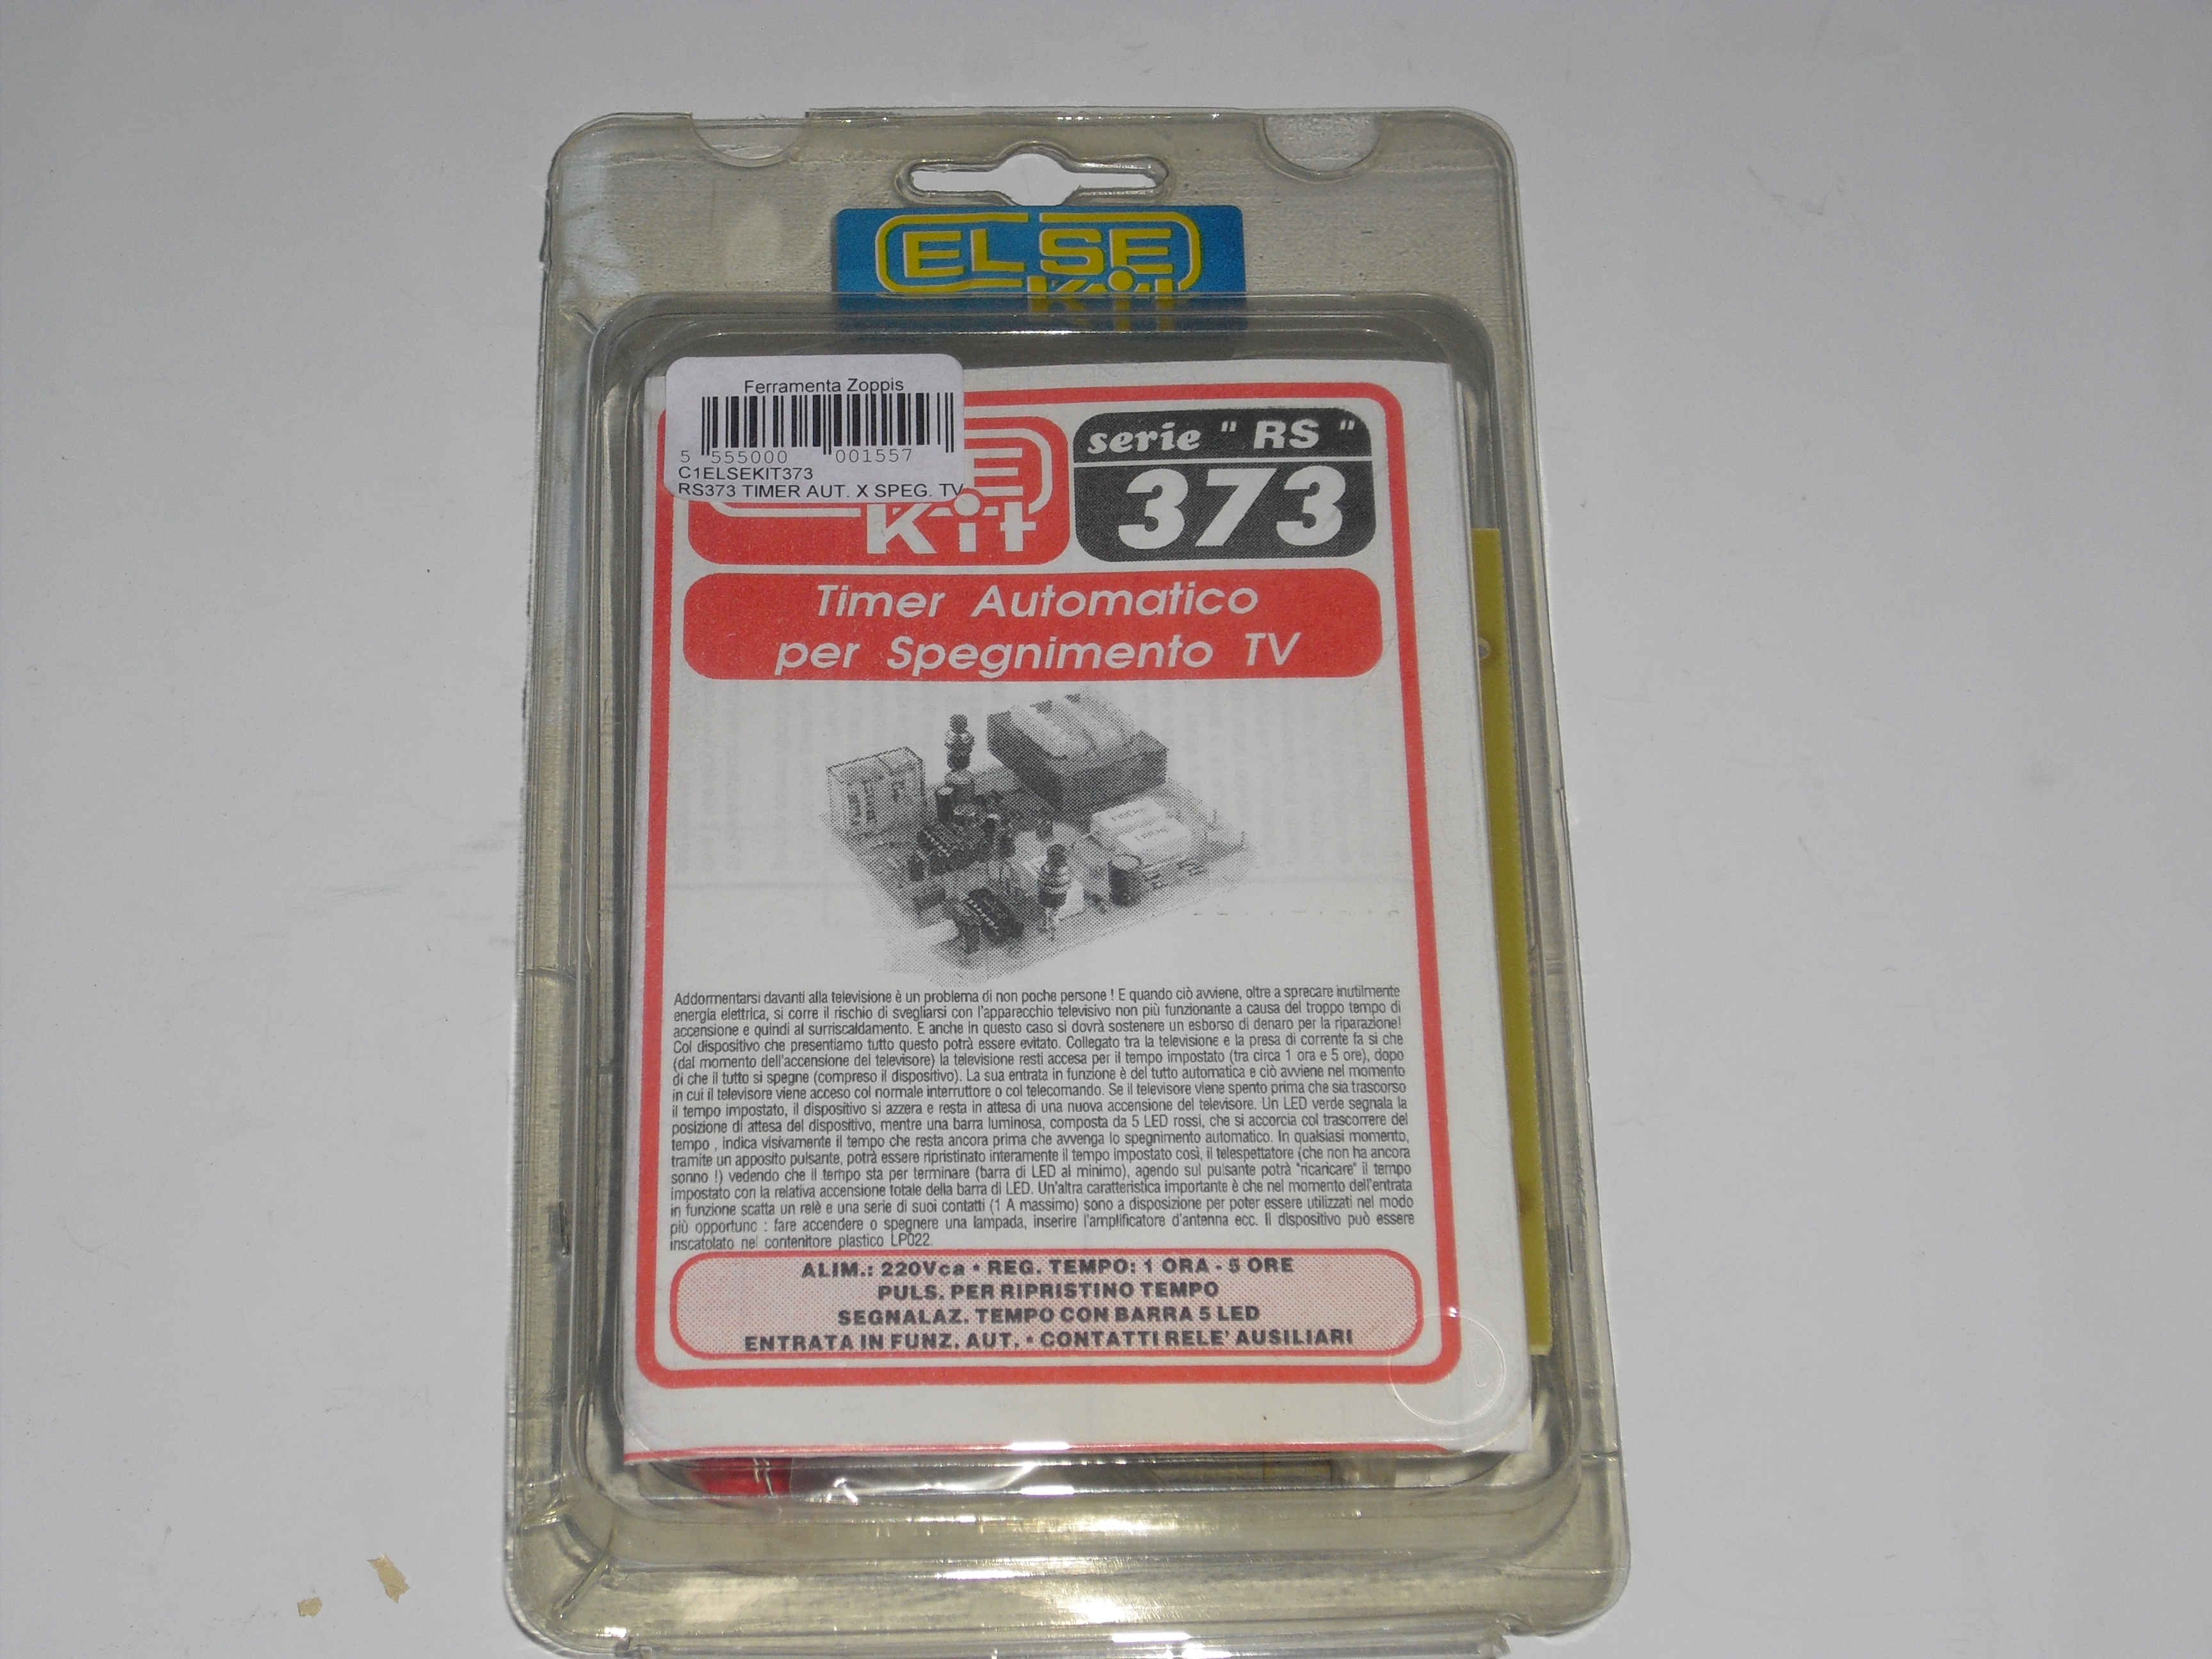 ELSE
Kit
Ferramenta Zoppis
5 555000 001557
C1ELSEKIT373
RS373 TIMER AUT. X SPEG. TV
E
Kit
serie " RS "
373
Timer Automatico
per Spegnimento TV
Addormentarsi davanti alla televisione è un problema di non poche persone ! E quando ciò avviene, oltre a sprecare inutilmente
energia elettrica, si corre il rischio di svegliarsi con l'apparecchio televisivo non più funzionante a causa del troppo tempo di
accensione e quindi al surriscaldamento. E anche in questo caso si dovrà sostenere un esborso di denaro per la riparazione!
Col dispositivo che presentiamo tutto questo potrà essere evitato. Collegato tra la televisione e la presa di corrente fa si che
(dal momento dell'accensione del televisore) la televisione resti accesa per il tempo impostato (tra circa 1 ora e 5 ore), dopo
di che il tutto si spegne (compreso il dispositivo). La sua entrata in funzione è del tutto automatica e ciò avviene nel momento
in cui il televisore viene acceso col normale interruttore o col telecomando. Se il televisore viene spento prima che sia trascorso
il tempo impostato, il dispositivo si azzera e resta in attesa di una nuova accensione del televisore. Un LED verde segnala la
posizione di attesa del dispositivo, mentre una barra luminosa, composta da 5 LED rossi, che si accorcia col trascorrere del
tempo , indica visivamente il tempo che resta ancora prima che avvenga lo spegnimento automatico. In qualsiasi momento,
tramite un apposito pulsante, potrà essere ripristinato interamente il tempo impostato così, il telespettatore (che non ha ancora
sonno !) vedendo che il tempo sta per terminare (barra di LED al minimo), agendo sul pulsante potrà "ricaricare" il tempo
impostato con la relativa accensione totale della barra di LED. Un'altra caratteristica importante è che nel momento dell'entrata
in funzione scatta un relè e una serie di suoi contatti (1 A massimo) sono a disposizione per poter essere utilizzati nel modo
più opportuno : fare accendere o spegnere una lampada, inserire l'amplificatore d'antenna ecc. Il dispositivo può essere
inscatolato nel contenitore plastico LP022.
ALIM.: 220Vca • REG. TEMPO: 1 ORA - 5 ORE
PULS. PER RIPRISTINO TEMPO
SEGNALAZ. TEMPO CON BARRA 5 LED
ENTRATA IN FUNZ. AUT. • CONTATTI RELE' AUSILIARI